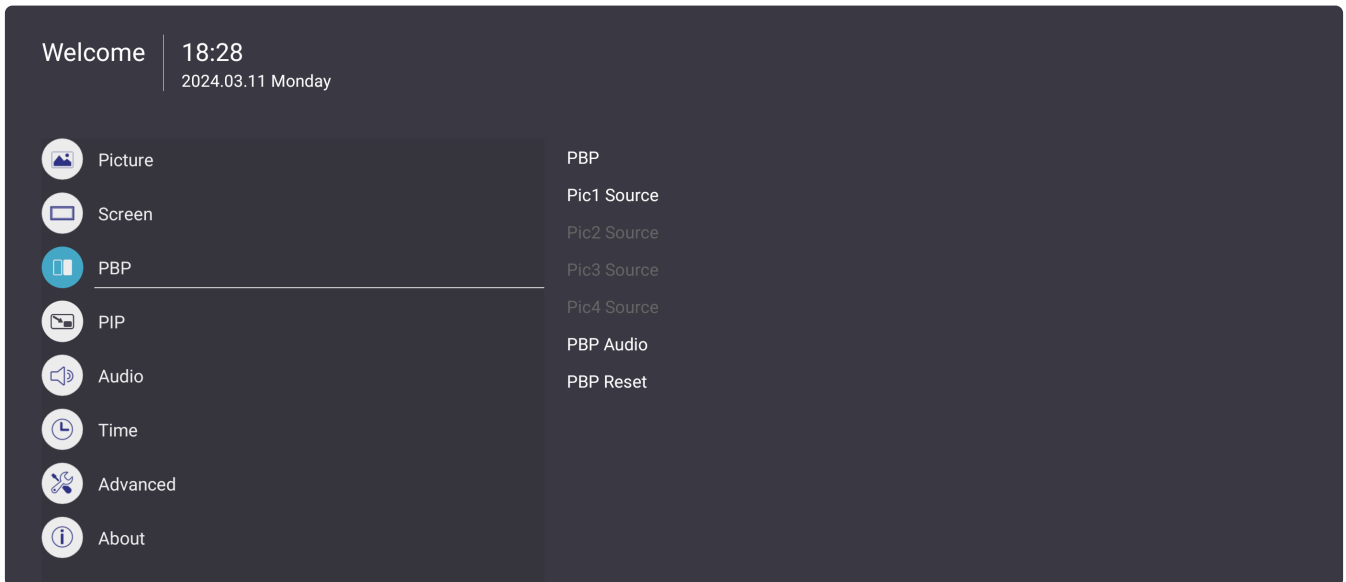 Welcome
18:28
2024.03.11 Monday
Picture
Screen
PBP
PIP
Audio
Time
Advanced
About
PBP
Pic1 Source
Pic2 Source
Pic3 Source
Pic4 Source
PBP Audio
PBP Reset